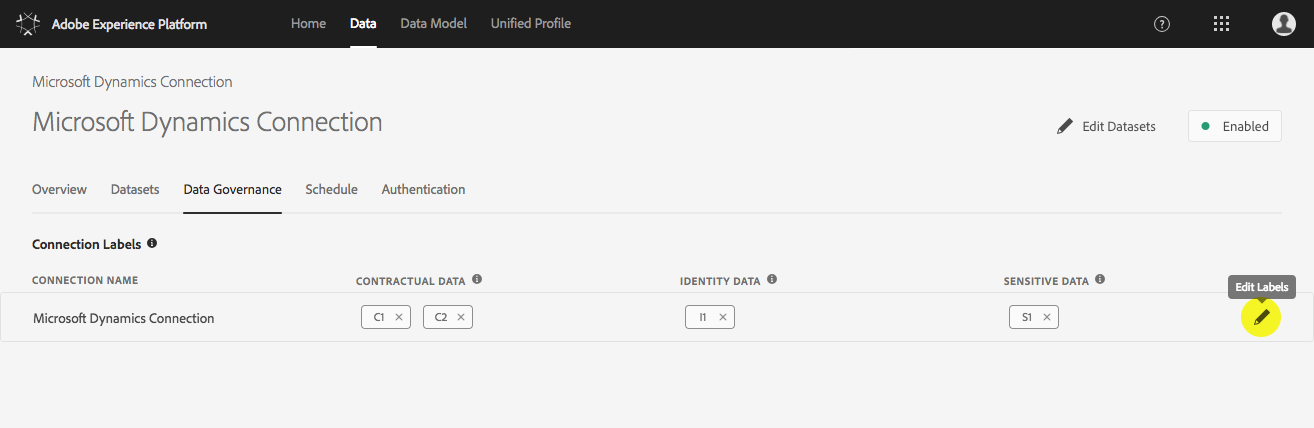 Adobe Experience Platform Home Data Data Model Unified Profile
Microsoft Dynamics Connection
Microsoft Dynamics Connection
Edit Datasets Enabled
Overview Datasets Data Governance Schedule Authentication
Connection Labels
CONNECTION NAME CONTRACTUAL DATA IDENTITY DATA SENSITIVE DATA
Edit Labels
Microsoft Dynamics Connection C1 × C2 × I1 × S1 ×